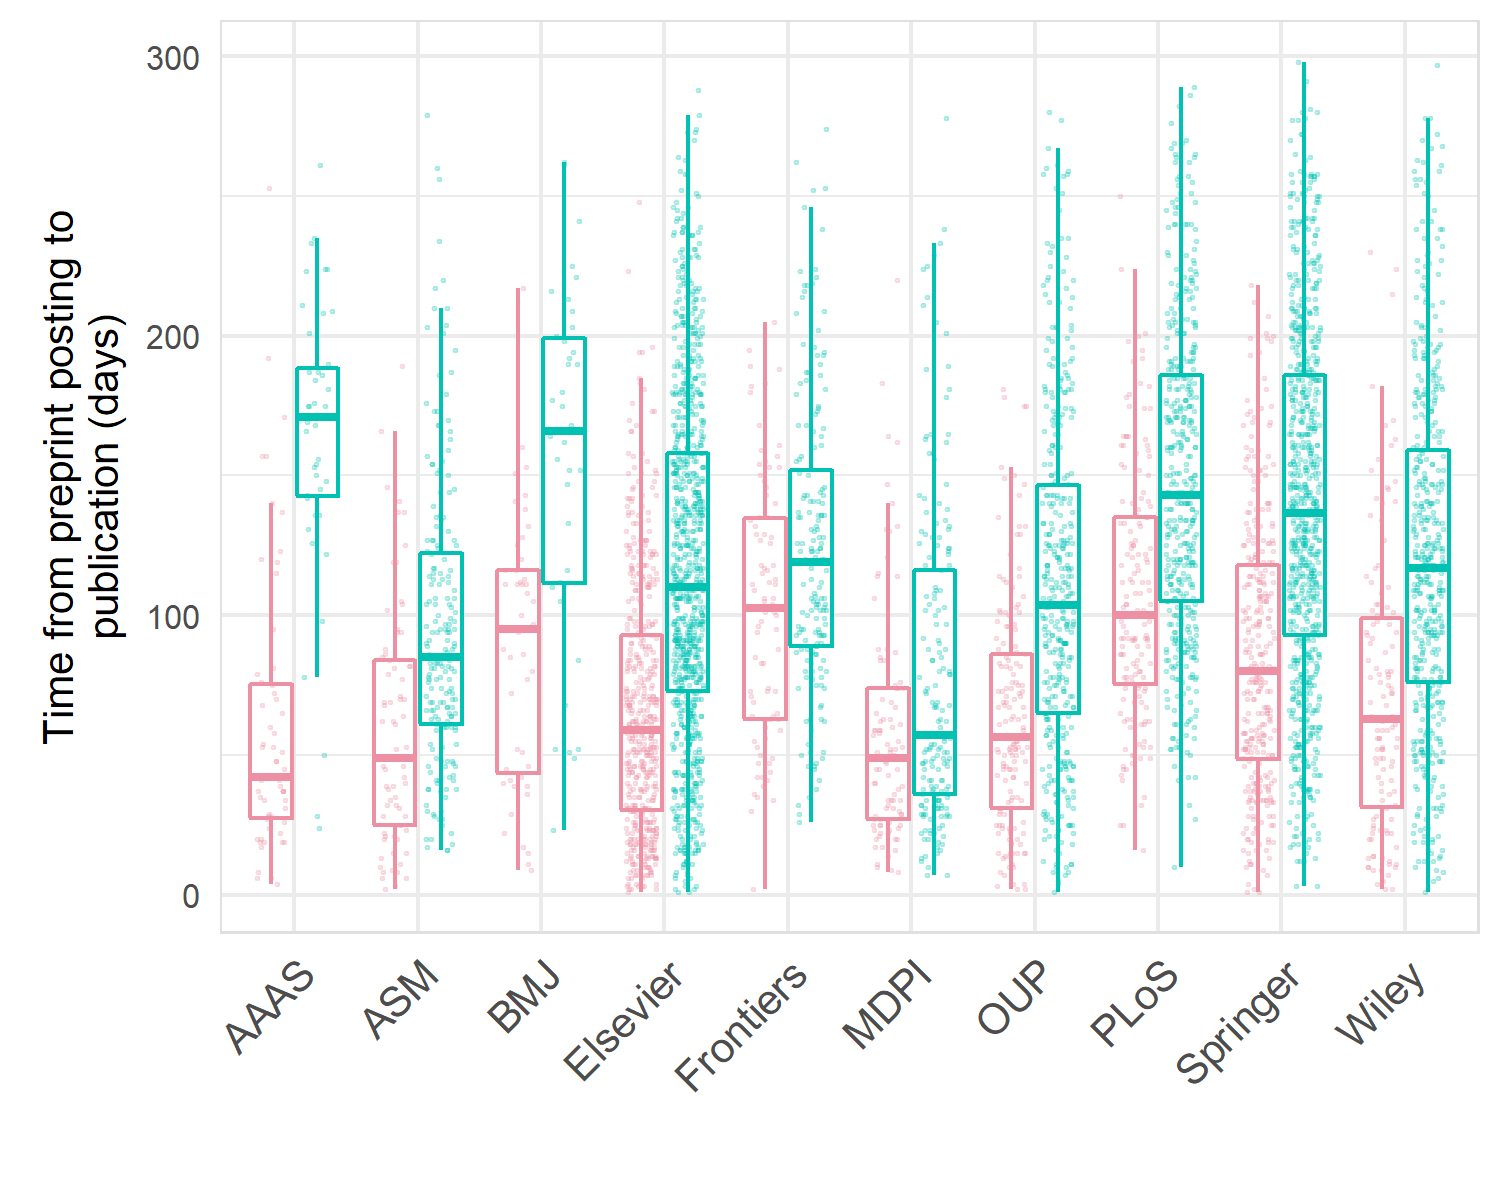 Time from preprint posting to
publication (days)
300
200
100
0
AAAS
ASM
BMJ
Elsevier
Frontiers
MDPI
OUP
PLoS
Springer
Wiley